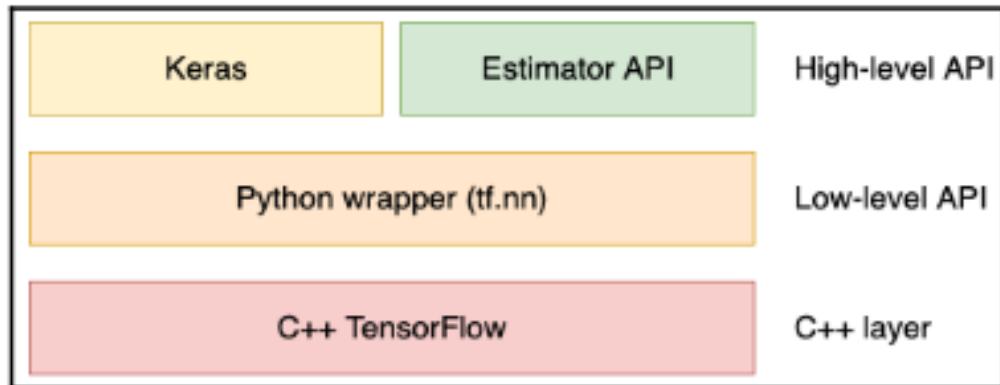 Keras Estimator API High-level API
Python wrapper (tf.nn) Low-level API
C++ TensorFlow C++ layer